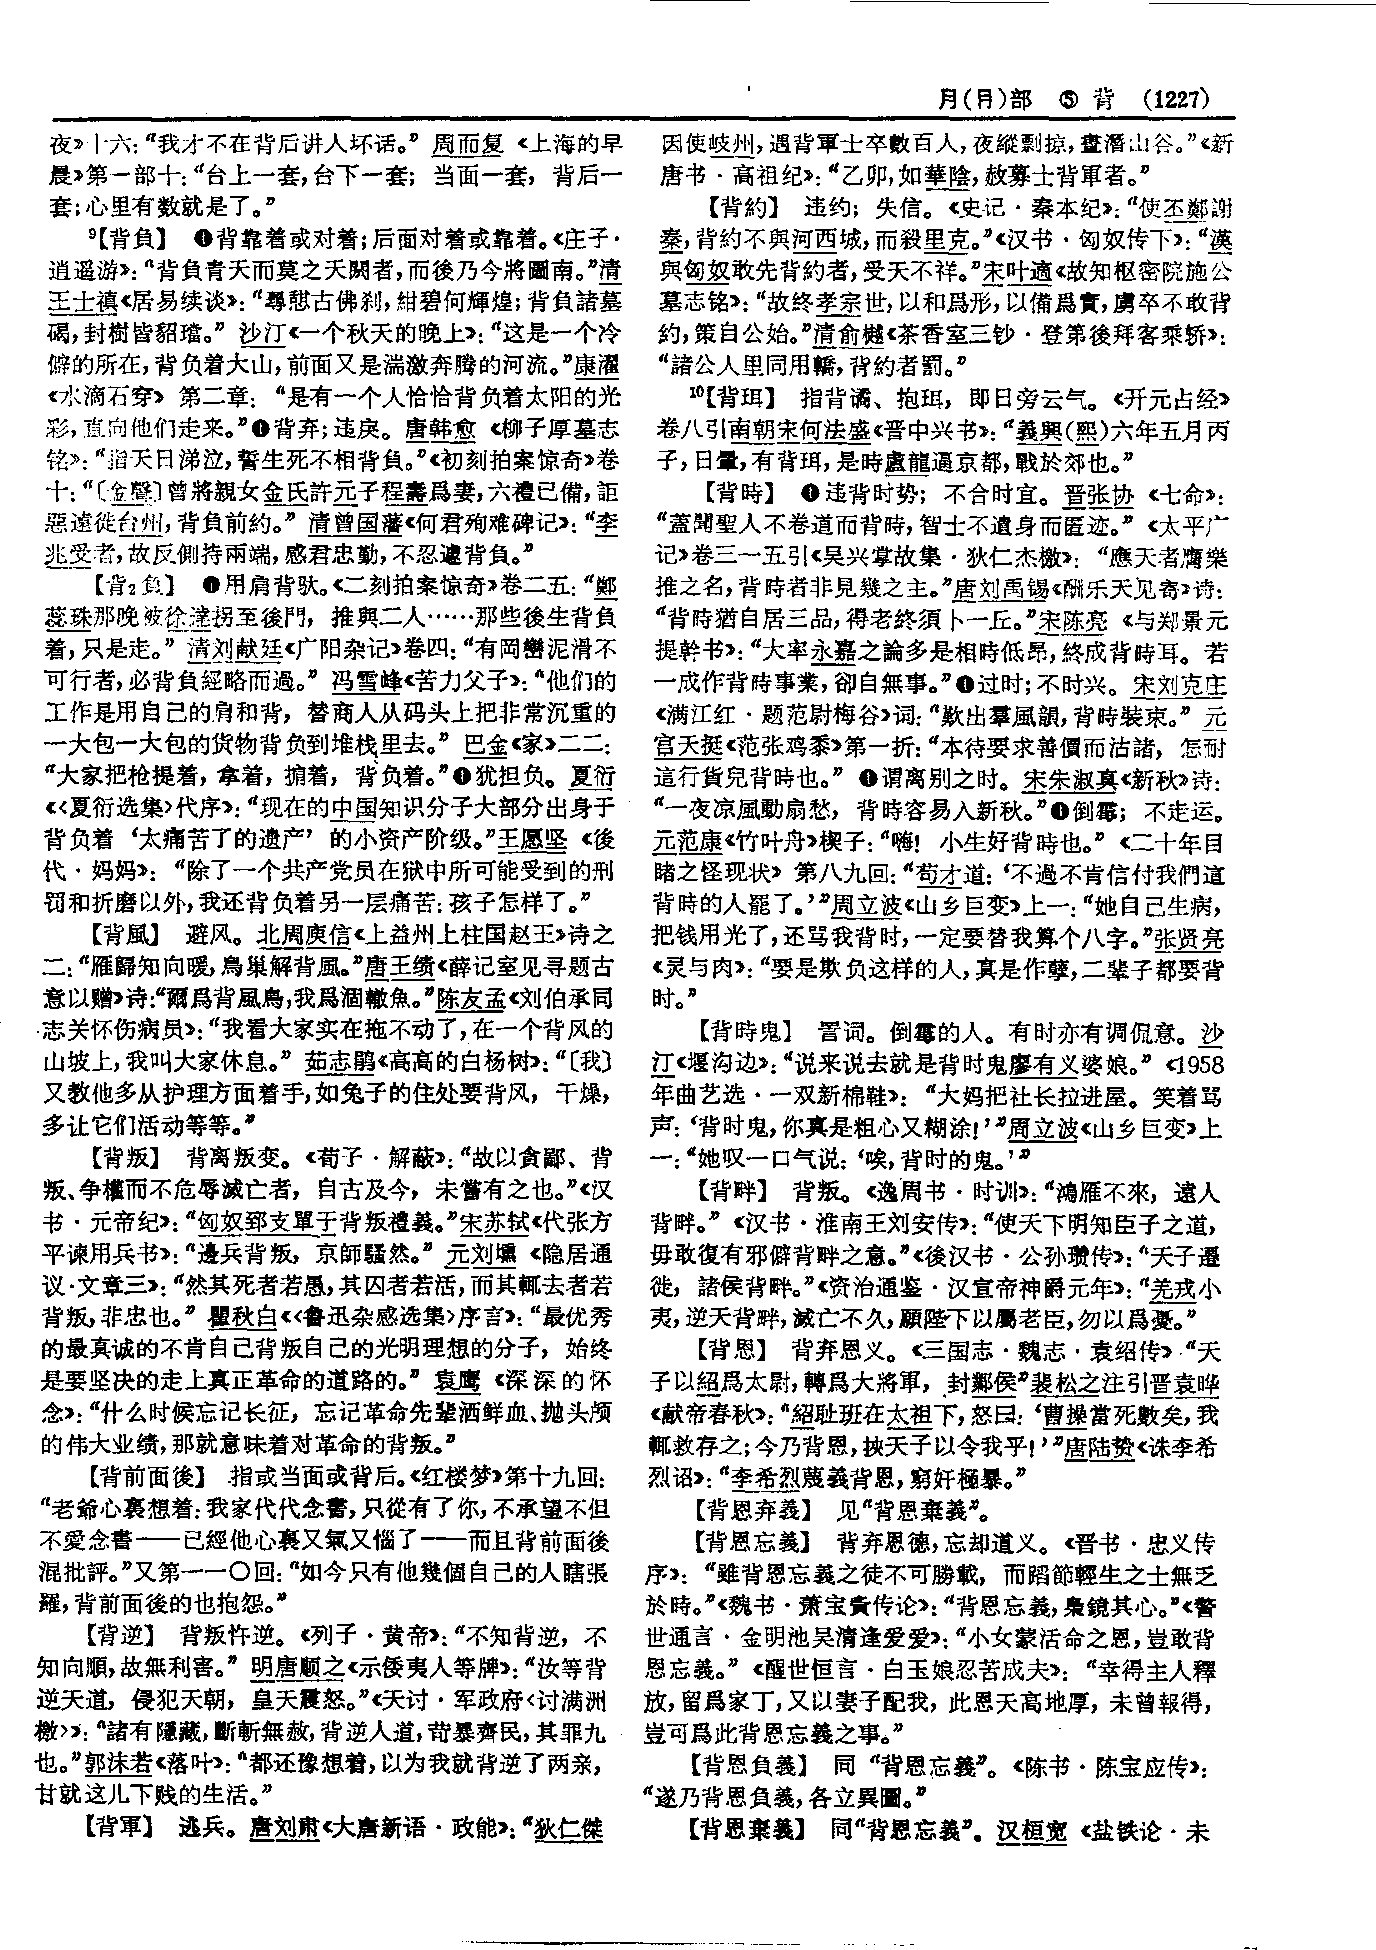 月(⺼)部 ⑤ 背 (1227)
夜》十六：“我才不在背后讲人坏话。” 周而复《上海的早
晨》第一部十：“台上一套，台下一套；当面一套，背后一
套；心里有数就是了。”
9【背負】 ❶背靠着或对着；后面对着或靠着。《庄子·
逍遥游》：“背負青天而莫之夭閼者，而後乃今將圖南。”清
王士禛《居易续谈》：“尋憇古佛刹，紺碧何輝煌；背負諸墓
碣，封樹皆貂璫。” 沙汀《一个秋天的晚上》：“这是一个冷
僻的所在，背负着大山，前面又是湍激奔腾的河流。”康濯
《水滴石穿》 第二章：“是有一个人恰恰背负着太阳的光
彩，直向他们走来。”❶背弃；违戾。唐韩愈《柳子厚墓志
铭》：“指天日涕泣，誓生死不相背負。”《初刻拍案惊奇》卷
十：“〔金聲〕曾將親女金氏許元子程壽爲妻，六禮已備，詎
惡遠徙台州，背負前約。” 清曾国藩《何君殉难碑记》：“李
兆受者，故反側持兩端，感君忠勤，不忍遽背負。”
【背2負】 ❶用肩背驮。《二刻拍案惊奇》卷二五：“鄭
蕊珠那晚被徐達拐至後門，推與二人……那些後生背負
着，只是走。” 清刘献廷《广阳杂记》卷四：“有岡巒泥滑不
可行者，必背負經略而過。” 冯雪峰《苦力父子》：“他们的
工作是用自己的肩和背，替商人从码头上把非常沉重的
一大包一大包的货物背负到堆栈里去。” 巴金《家》二二：
“大家把枪提着，拿着，掮着，背负着。”❶犹担负。夏衍
《〈夏衍选集〉代序》：“现在的中国知识分子大部分出身于
背负着‘太痛苦了的遗产’的小资产阶级。”王愿坚《後
代·妈妈》：“除了一个共产党员在狱中所可能受到的刑
罚和折磨以外，我还背负着另一层痛苦：孩子怎样了。”
【背風】 避风。北周庾信《上益州上柱国赵王》诗之
二：“雁歸知向暖，鳥巢解背風。”唐王绩《薛记室见寻题古
意以赠》诗：“爾爲背風鳥，我爲涸轍魚。”陈友孟《刘伯承同
志关怀伤病员》：“我看大家实在拖不动了，在一个背风的
山坡上，我叫大家休息。” 茹志鹃《高高的白杨树》：“〔我〕
又教他多从护理方面着手，如兔子的住处要背风，干燥，
多让它们活动等等。”
【背叛】 背离叛变。《荀子·解蔽》：“故以貪鄙、背
叛、争權而不危辱滅亡者，自古及今，未嘗有之也。”《汉
书·元帝纪》：“匈奴郅支單于背叛禮義。”宋苏轼《代张方
平谏用兵书》：“邊兵背叛，京師騷然。” 元刘壎《隐居通
议·文章三》：“然其死者若愚，其囚者若活，而其輒去者若
背叛，非忠也。” 瞿秋白《〈鲁迅杂感选集〉序言》：“最优秀
的最真诚的不肯自己背叛自己的光明理想的分子，始终
是要坚决的走上真正革命的道路的。” 袁鹰《深深的怀
念》：“什么时候忘记长征，忘记革命先辈洒鲜血、抛头颅
的伟大业绩，那就意味着对革命的背叛。”
【背前面後】 指或当面或背后。《红楼梦》第十九回：
“老爺心裏想着：我家代代念書，只從有了你，不承望不但
不愛念書——已經他心裏又氣又惱了——而且背前面後
混批評。”又第一一〇回：“如今只有他幾個自己的人瞎張
羅，背前面後的也抱怨。”
【背逆】 背叛忤逆。《列子·黄帝》：“不知背逆，不
知向順，故無利害。” 明唐顺之《示倭夷人等牌》：“汝等背
逆天道，侵犯天朝，皇天震怒。”《天讨·军政府〈讨满洲
檄〉》：“諸有隱藏，斷斬無赦，背逆人道，苛暴齊民，其罪九
也。”郭沫若《落叶》：“都还像想着，以为我就背逆了两亲，
甘就这儿下贱的生活。”
【背軍】 逃兵。唐刘肃《大唐新语·政能》：“狄仁傑
因使岐州，遇背軍士卒數百人，夜縱剽掠，晝潛山谷。”《新
唐书·高祖纪》：“乙卯，如華陰，赦募士背軍者。”
【背約】 违约；失信。《史记·秦本纪》：“使丕鄭謝
秦，背約不與河西城，而殺里克。”《汉书·匈奴传下》：“漢
與匈奴敢先背約者，受天不祥。”宋叶適《故知枢密院施公
墓志铭》：“故终孝宗世，以和爲形，以備爲實，虜卒不敢背
約，策自公始。”清俞樾《茶香室三钞·登第後拜客乘轿》：
“諸公人里同用轎，背約者罰。”
10【背珥】 指背谲、抱珥，即日旁云气。《开元占经》
卷八引南朝宋何法盛《晋中兴书》：“義興(熙)六年五月丙
子，日暈，有背珥，是時盧龍逼京都，戰於郊也。”
【背時】 ❶违背时势；不合时宜。晋张协《七命》：
“蓋聞聖人不卷道而背時，智士不遺身而匿迹。” 《太平广
记》卷三一五引《吴兴掌故集·狄仁杰檄》：“應天者膺樂
推之名，背時者非見幾之主。”唐刘禹锡《酬乐天见寄》诗：
“背時猶自居三品，得老終須卜一丘。”宋陈亮《与郑景元
提幹书》：“大率永嘉之論多是相時低昂，終成背時耳。若
一成作背時事業，卻自無事。”❶过时；不时兴。宋刘克庄
《满江红·题范尉梅谷》词：“歎出羣風韻，背時裝束。” 元
宫天挺《范张鸡黍》第一折：“本待要求善價而沽諸，怎耐
這行貨兒背時也。” ❶谓离别之时。宋朱淑真《新秋》诗：
“一夜凉風動扇愁，背時容易入新秋。”❶倒霉；不走运。
元范康《竹叶舟》楔子：“嗨！小生好背時也。” 《二十年目
睹之怪现状》第八九回：“苟才道：‘不過不肯信付我們這
背時的人罷了。’”周立波《山乡巨变》上一：“她自己生病，
把钱用光了，还骂我背时，一定要替我算个八字。”张贤亮
《灵与肉》：“要是欺负这样的人，真是作孽，二辈子都要背
时。”
【背時鬼】 詈词。倒霉的人。有时亦有调侃意。沙
汀《堰沟边》：“说来说去就是背时鬼廖有义婆娘。” 《1958
年曲艺选·一双新棉鞋》：“大妈把社长拉进屋。笑着骂
声：‘背时鬼，你真是粗心又糊涂！’”周立波《山乡巨变》上
一：“她叹一口气说：‘唉，背时的鬼。’”
【背畔】 背叛。《逸周书·时训》：“鴻雁不來，遠人
背畔。” 《汉书·淮南王刘安传》：“使天下明知臣子之道，
毋敢復有邪僻背畔之意。”《後汉书·公孙瓒传》：“天子遷
徙，諸侯背畔。”《资治通鉴·汉宣帝神爵元年》：“羌戎小
夷，逆天背畔，滅亡不久，願陛下以屬老臣，勿以爲憂。”
【背恩】 背弃恩义。《三国志·魏志·袁绍传》：“天
子以紹爲太尉，轉爲大將軍，封鄴侯”裴松之注引晋袁晔
《献帝春秋》：“紹耻班在太祖下，怒曰：‘曹操當死數矣，我
輒救存之；今乃背恩，挾天子以令我乎！’”唐陆贽《诛李希
烈诏》：“李希烈蔑義背恩，窮奸極暴。”
【背恩弃義】 见“背恩棄義”。
【背恩忘義】 背弃恩德，忘却道义。《晋书·忠义传
序》：“雖背恩忘義之徒不可勝載，而蹈節輕生之士無乏
於時。”《魏书·萧宝夤传论》：“背恩忘義，梟鏡其心。”《警
世通言·金明池吴清逢爱爱》：“小女蒙活命之恩，豈敢背
恩忘義。” 《醒世恒言·白玉娘忍苦成夫》：“幸得主人釋
放，留爲家丁，又以妻子配我，此恩天高地厚，未曾報得，
豈可爲此背恩忘義之事。”
【背恩負義】 同“背恩忘義”。《陈书·陈宝应传》：
“遂乃背恩負義，各立異圖。”
【背恩棄義】 同“背恩忘義”。汉桓宽《盐铁论·未